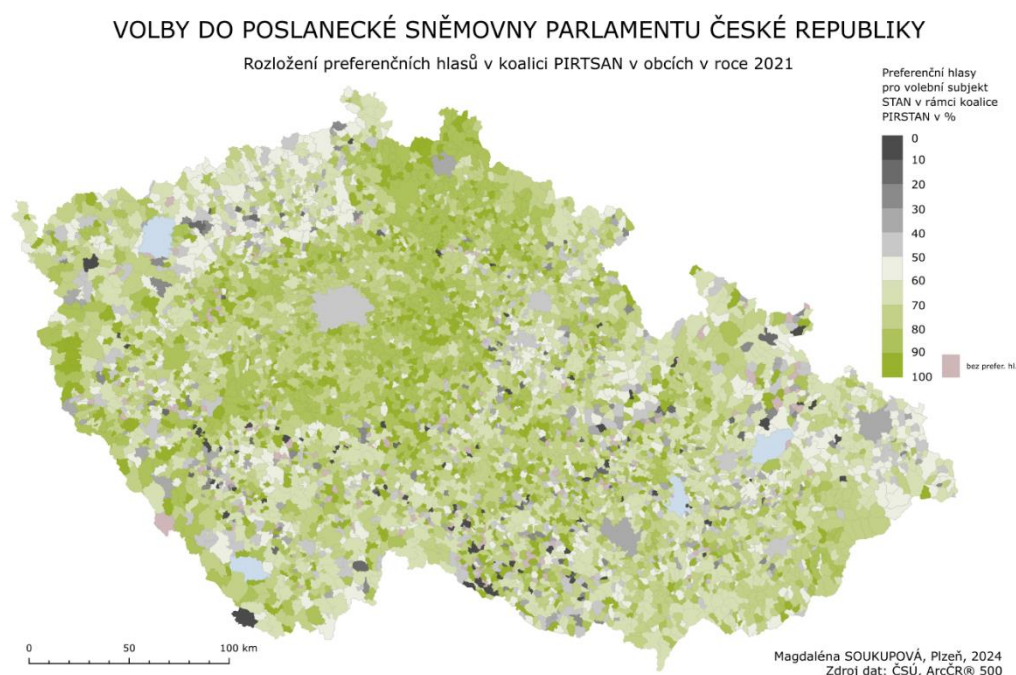 VOLBY DO POSLANECKÉ SNĚMOVNY PARLAMENTU ČESKÉ REPUBLIKY
Rozložení preferenčních hlasů v koalici PIRTSAN v obcích v roce 2021
Preferenční hlasy
pro volební subjekt
STAN v rámci koalice
PIRSTAN v %
0
10
20
30
40
50
60
70
80
90
100
bez prefer. hl.
0 50 100 km
Magdaléna SOUKUPOVÁ, Plzeň, 2024
Zdroj dat: ČSÚ, ArcČR® 500